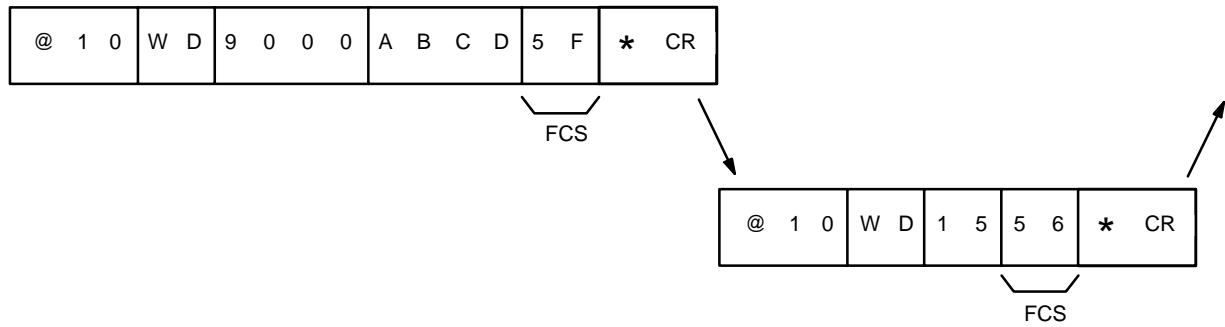 @ 1 0 W D 9 0 0 0 A B C D 5 F * CR
FCS
@ 1 0 W D 1 5 5 6 * CR
FCS